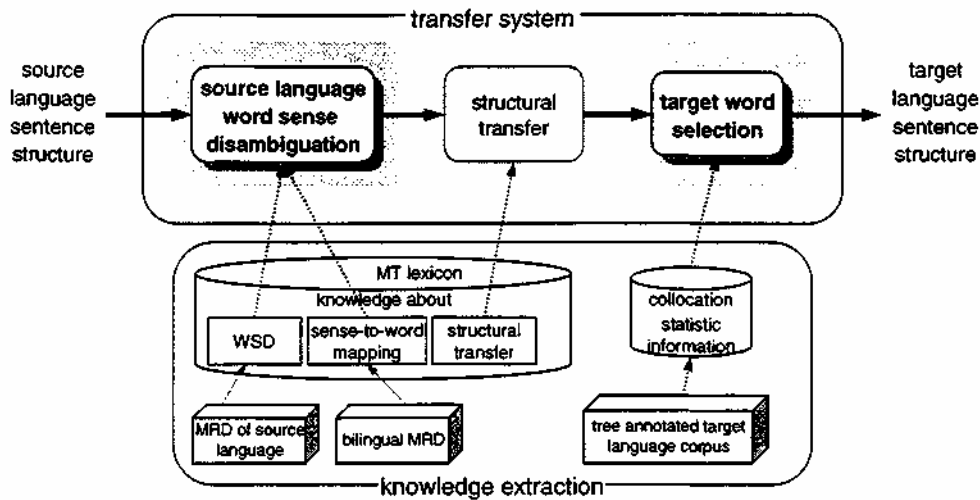 transfer system
source
language
sentence
structure
source language
word sense
disambiguation
structural
transfer
target word
selection
target
language
sentence
structure
MT lexicon
knowledge about
WSD
sense-to-word
mapping
structural
transfer
collocation
statistic
information
MRD of source
language
bilingual MRD
tree annotated target
language corpus
knowledge extraction